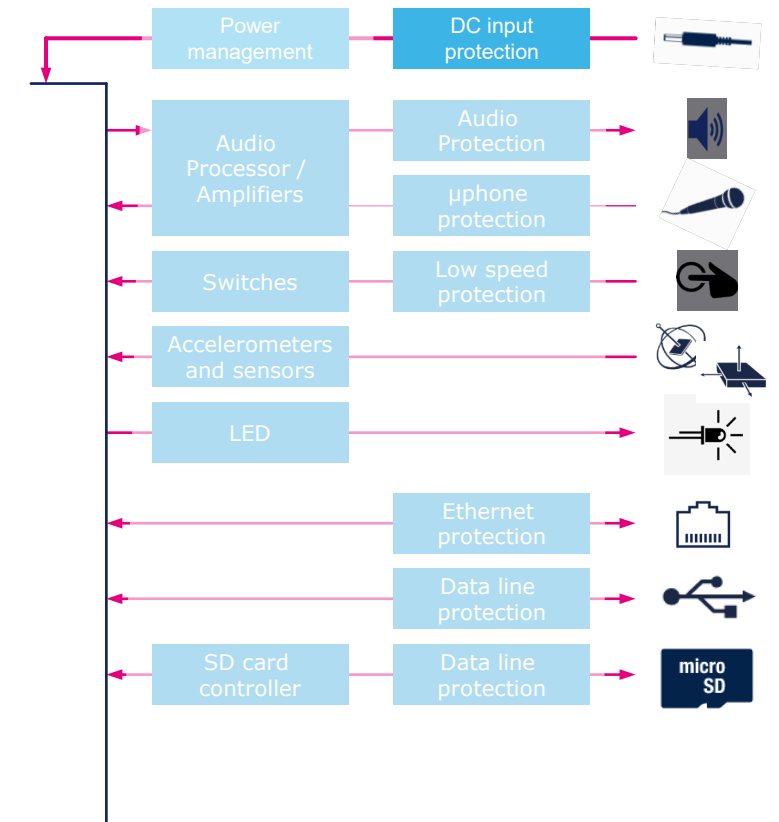 Power
management
DC input
protection
Audio
Processor /
Amplifiers
Audio
Protection
µphone
protection
Switches
Low speed
protection
Accelerometers
and sensors
LED
Ethernet
protection
Data line
protection
SD card
controller
Data line
protection
micro
SD